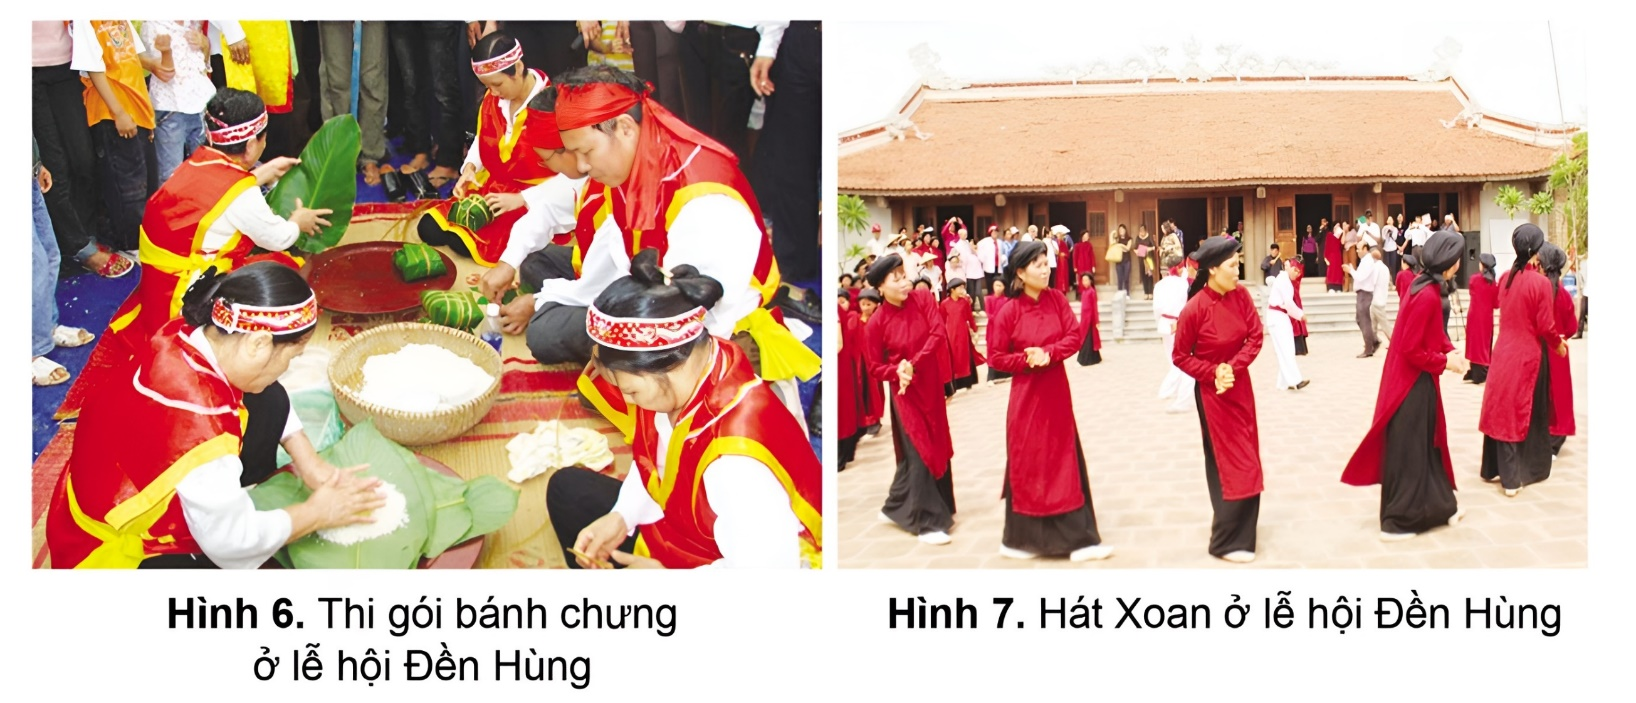 Hình 6. Thi gói bánh chưng
ở lễ hội Đền Hùng
Hình 7. Hát Xoan ở lễ hội Đền Hùng